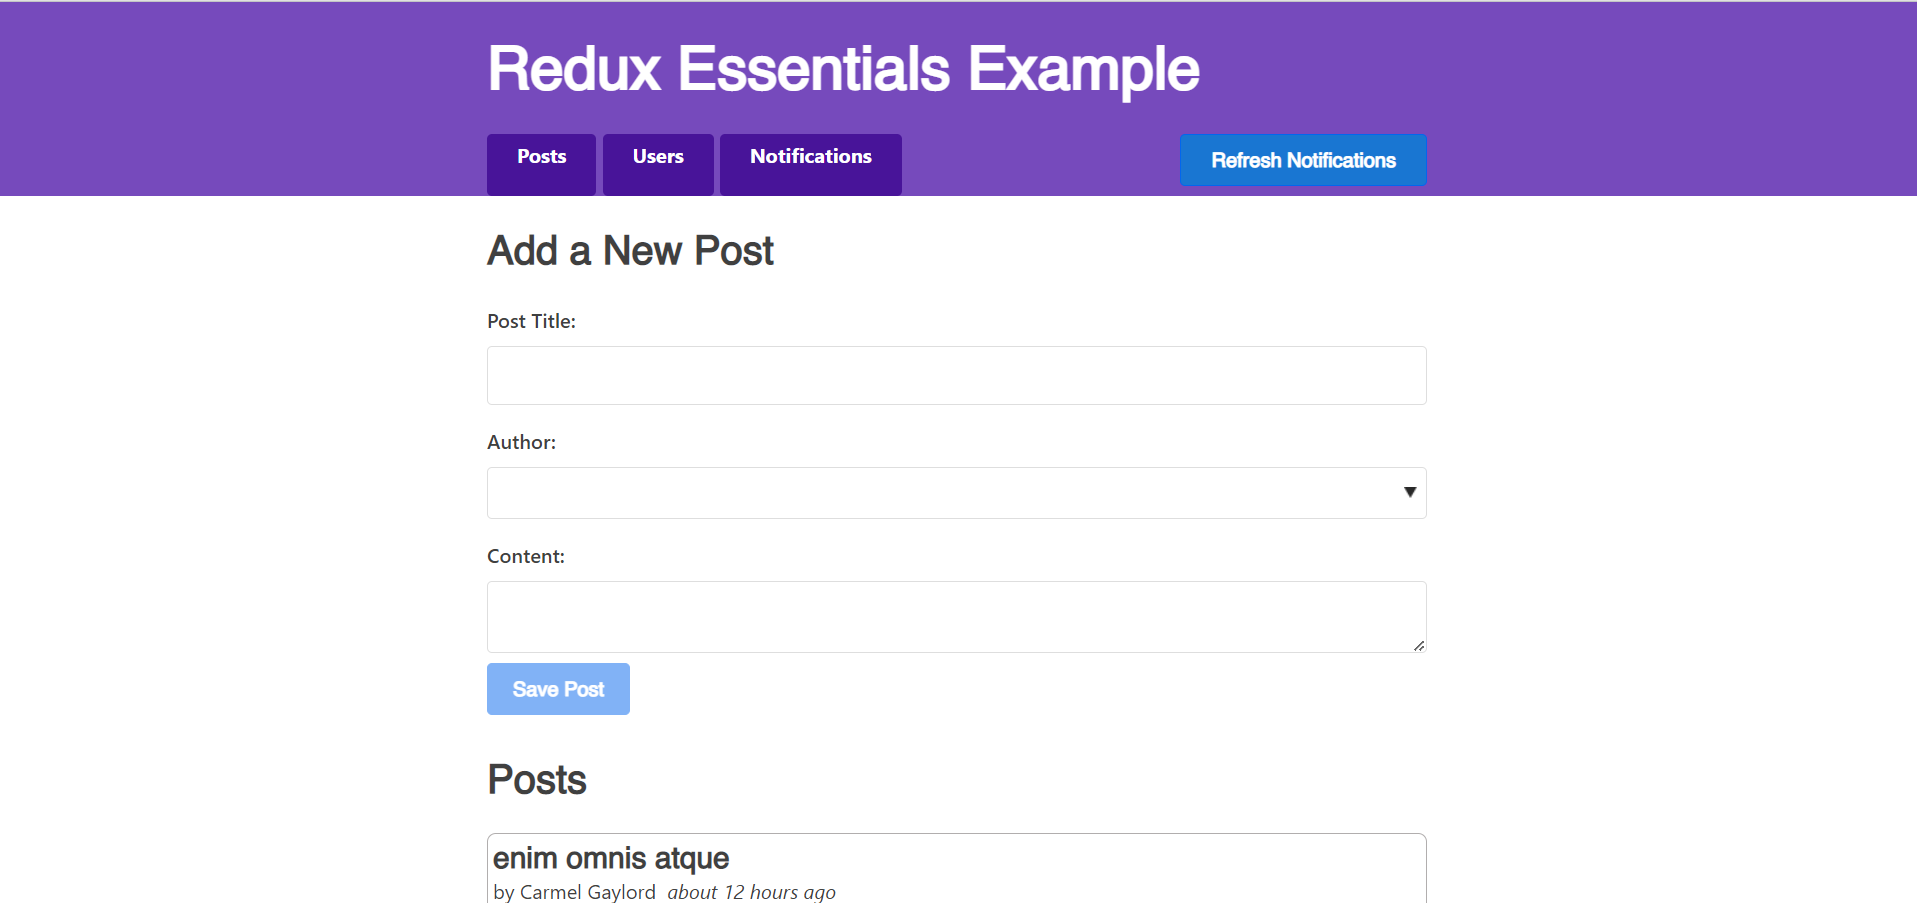 Redux Essentials Example
Posts Users Notifications Refresh Notifications
Add a New Post
Post Title:
Author:
Content:
Save Post
Posts
enim omnis atque
by Carmel Gaylord about 12 hours ago